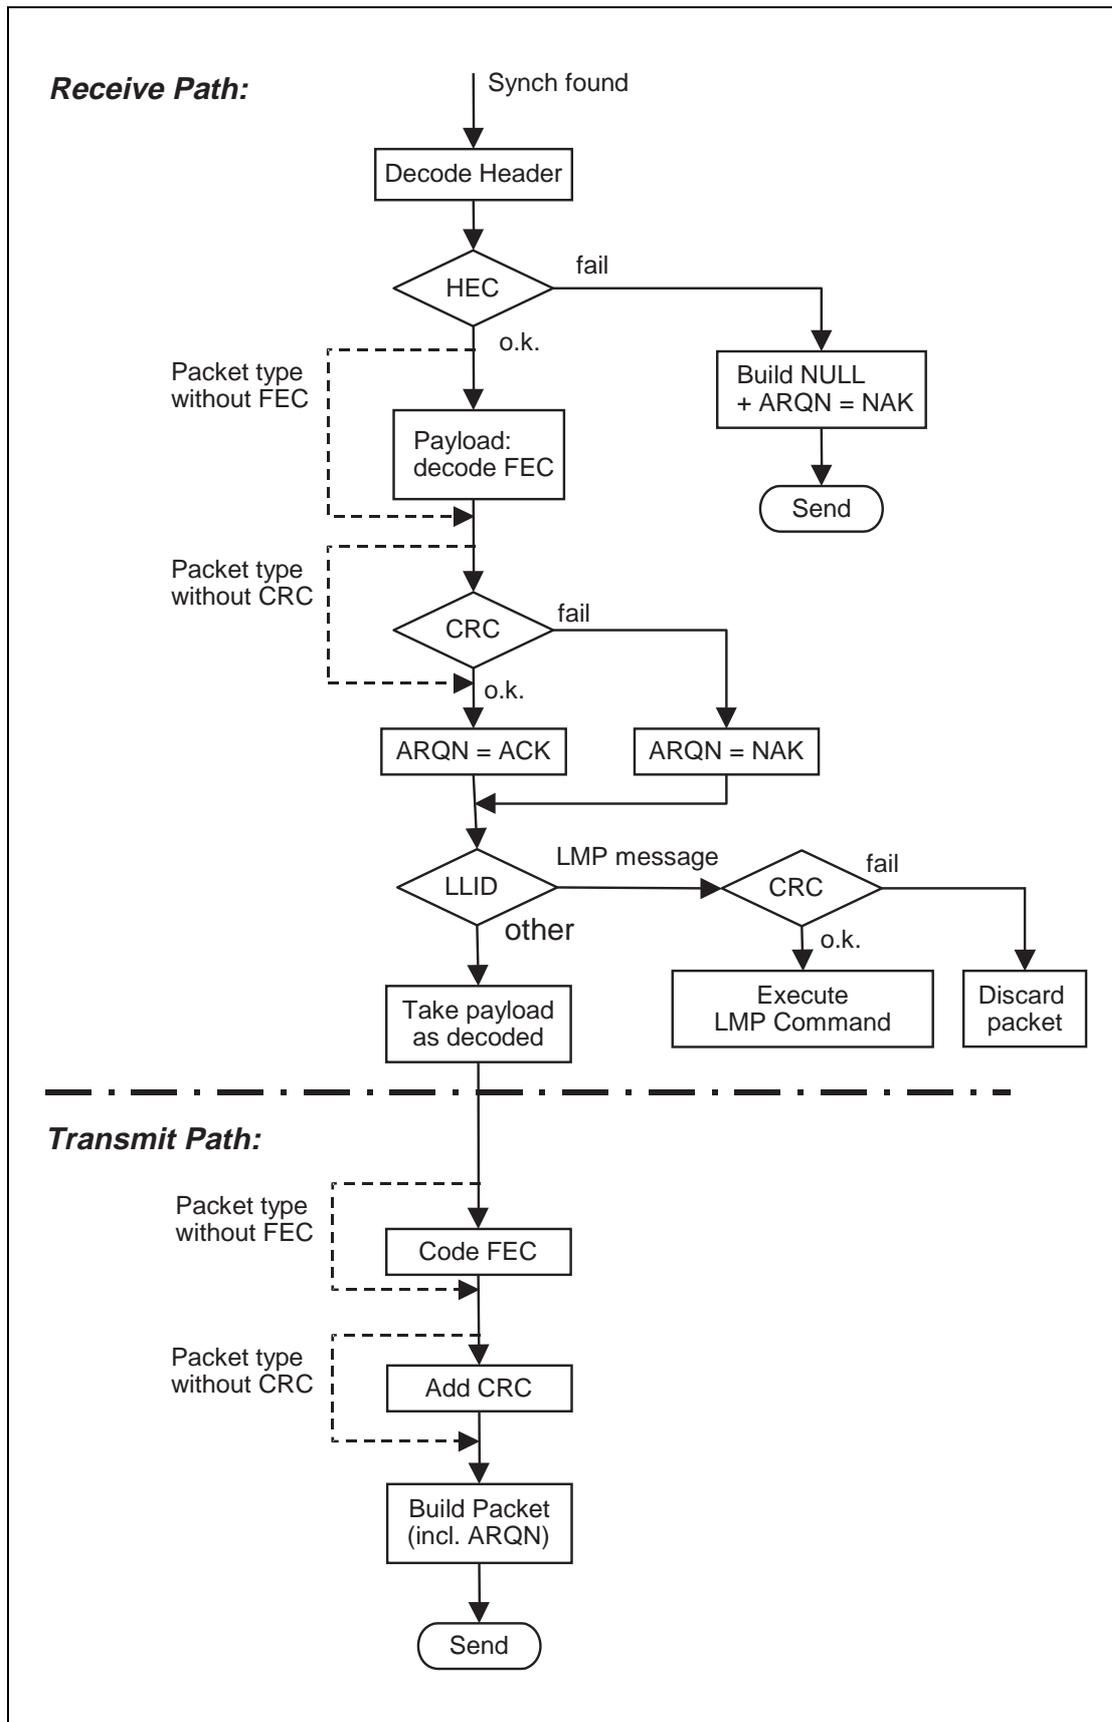 Receive Path:
Synch found
Decode Header
HEC
fail
o.k.
Packet type
without FEC
Build NULL
+ ARQN = NAK
Payload:
decode FEC
Send
Packet type
without CRC
CRC
fail
o.k.
ARQN = ACK
ARQN = NAK
LLID
LMP message
CRC
fail
other
o.k.
Take payload
as decoded
Execute
LMP Command
Discard
packet
Transmit Path:
Packet type
without FEC
Code FEC
Packet type
without CRC
Add CRC
Build Packet
(incl. ARQN)
Send